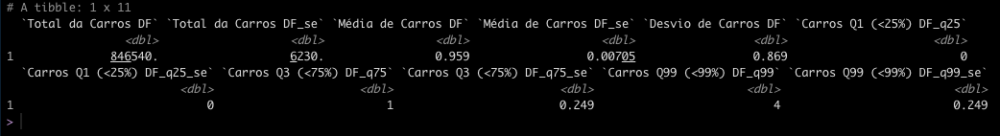 # A tibble: 1 x 11
`Total da Carros DF` `Total da Carros DF_se` `Média de Carros DF` `Média de Carros DF_se` `Desvio de Carros DF` `Carros Q1 (<25%) DF_q25`
<dbl> <dbl> <dbl> <dbl> <dbl> <dbl>
1 846540. 6230. 0.959 0.00705 0.869 0
`Carros Q1 (<25%) DF_q25_se` `Carros Q3 (<75%) DF_q75` `Carros Q3 (<75%) DF_q75_se` `Carros Q99 (<99%) DF_q99` `Carros Q99 (<99%) DF_q99_se`
<dbl> <dbl> <dbl> <dbl> <dbl>
1 0 1 0.249 4 0.249
>